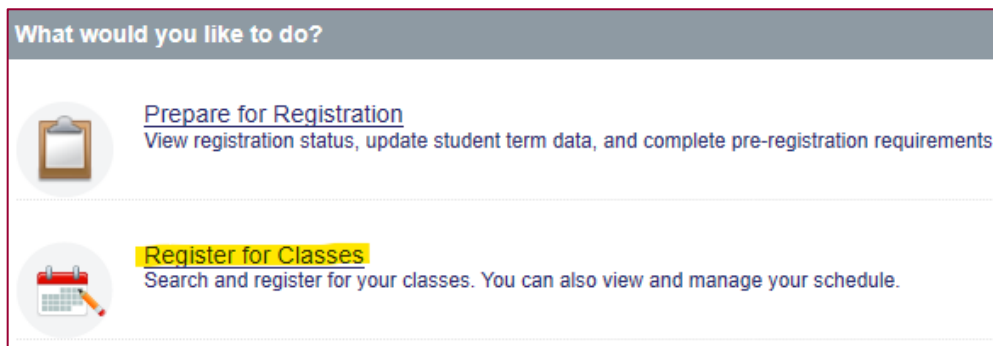 What would you like to do?
Prepare for Registration
View registration status, update student term data, and complete pre-registration requirements
Register for Classes
Search and register for your classes. You can also view and manage your schedule.